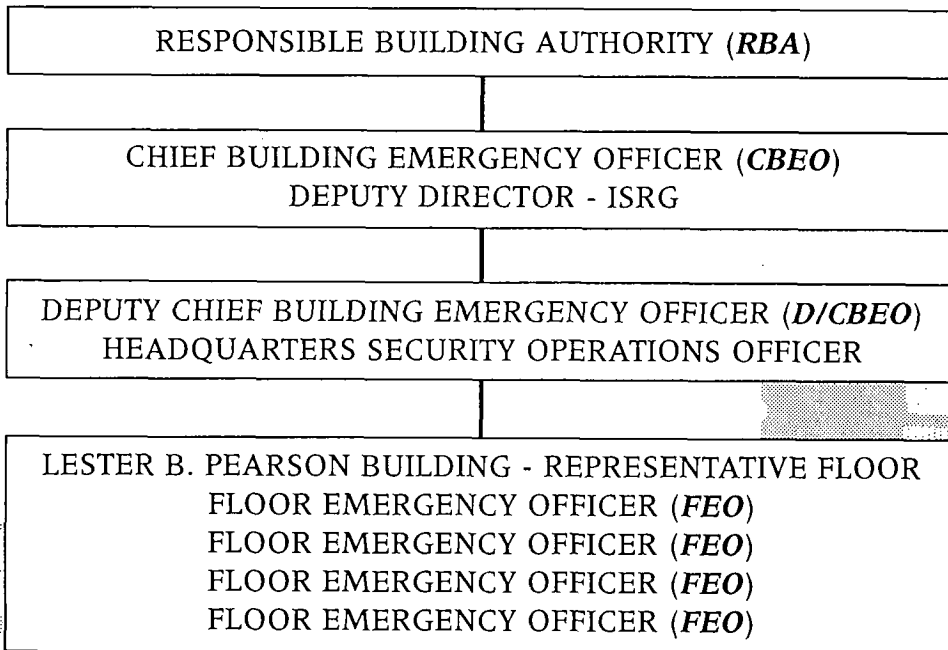 RESPONSIBLE BUILDING AUTHORITY (RBA)
CHIEF BUILDING EMERGENCY OFFICER (CBEO)
DEPUTY DIRECTOR - ISRG
DEPUTY CHIEF BUILDING EMERGENCY OFFICER (D/CBEO)
HEADQUARTERS SECURITY OPERATIONS OFFICER
LESTER B. PEARSON BUILDING - REPRESENTATIVE FLOOR
FLOOR EMERGENCY OFFICER (FEO)
FLOOR EMERGENCY OFFICER (FEO)
FLOOR EMERGENCY OFFICER (FEO)
FLOOR EMERGENCY OFFICER (FEO)